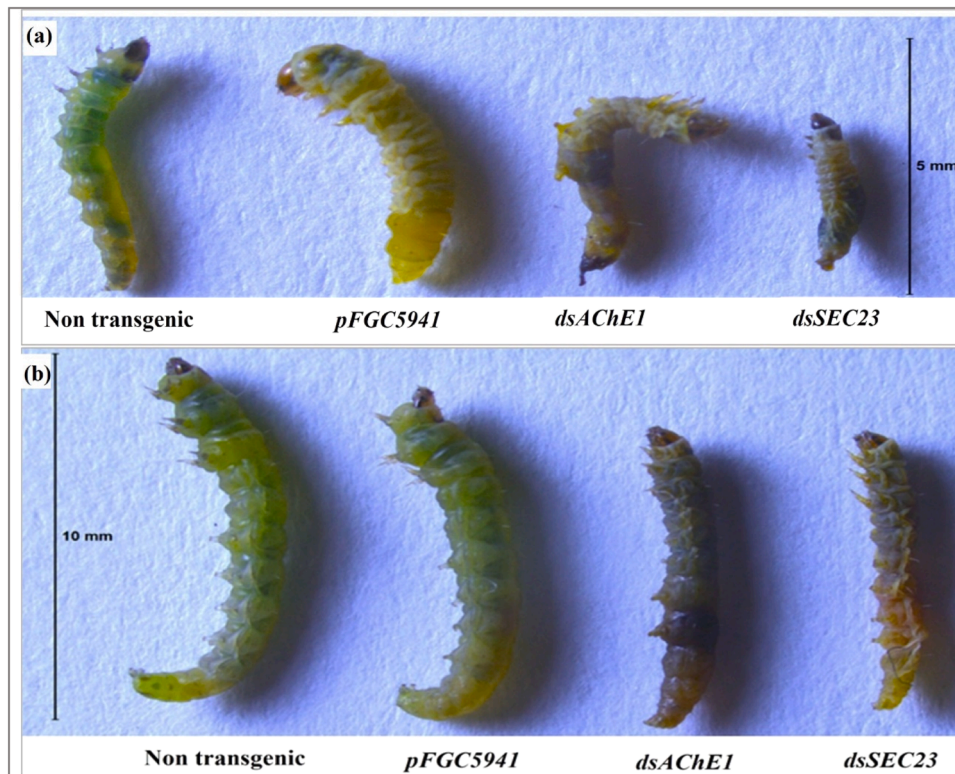 (a)
5 mm
Non transgenic pFGC5941 dsAChE1 dsSEC23
(b)
10 mm
Non transgenic pFGC5941 dsAChE1 dsSEC23